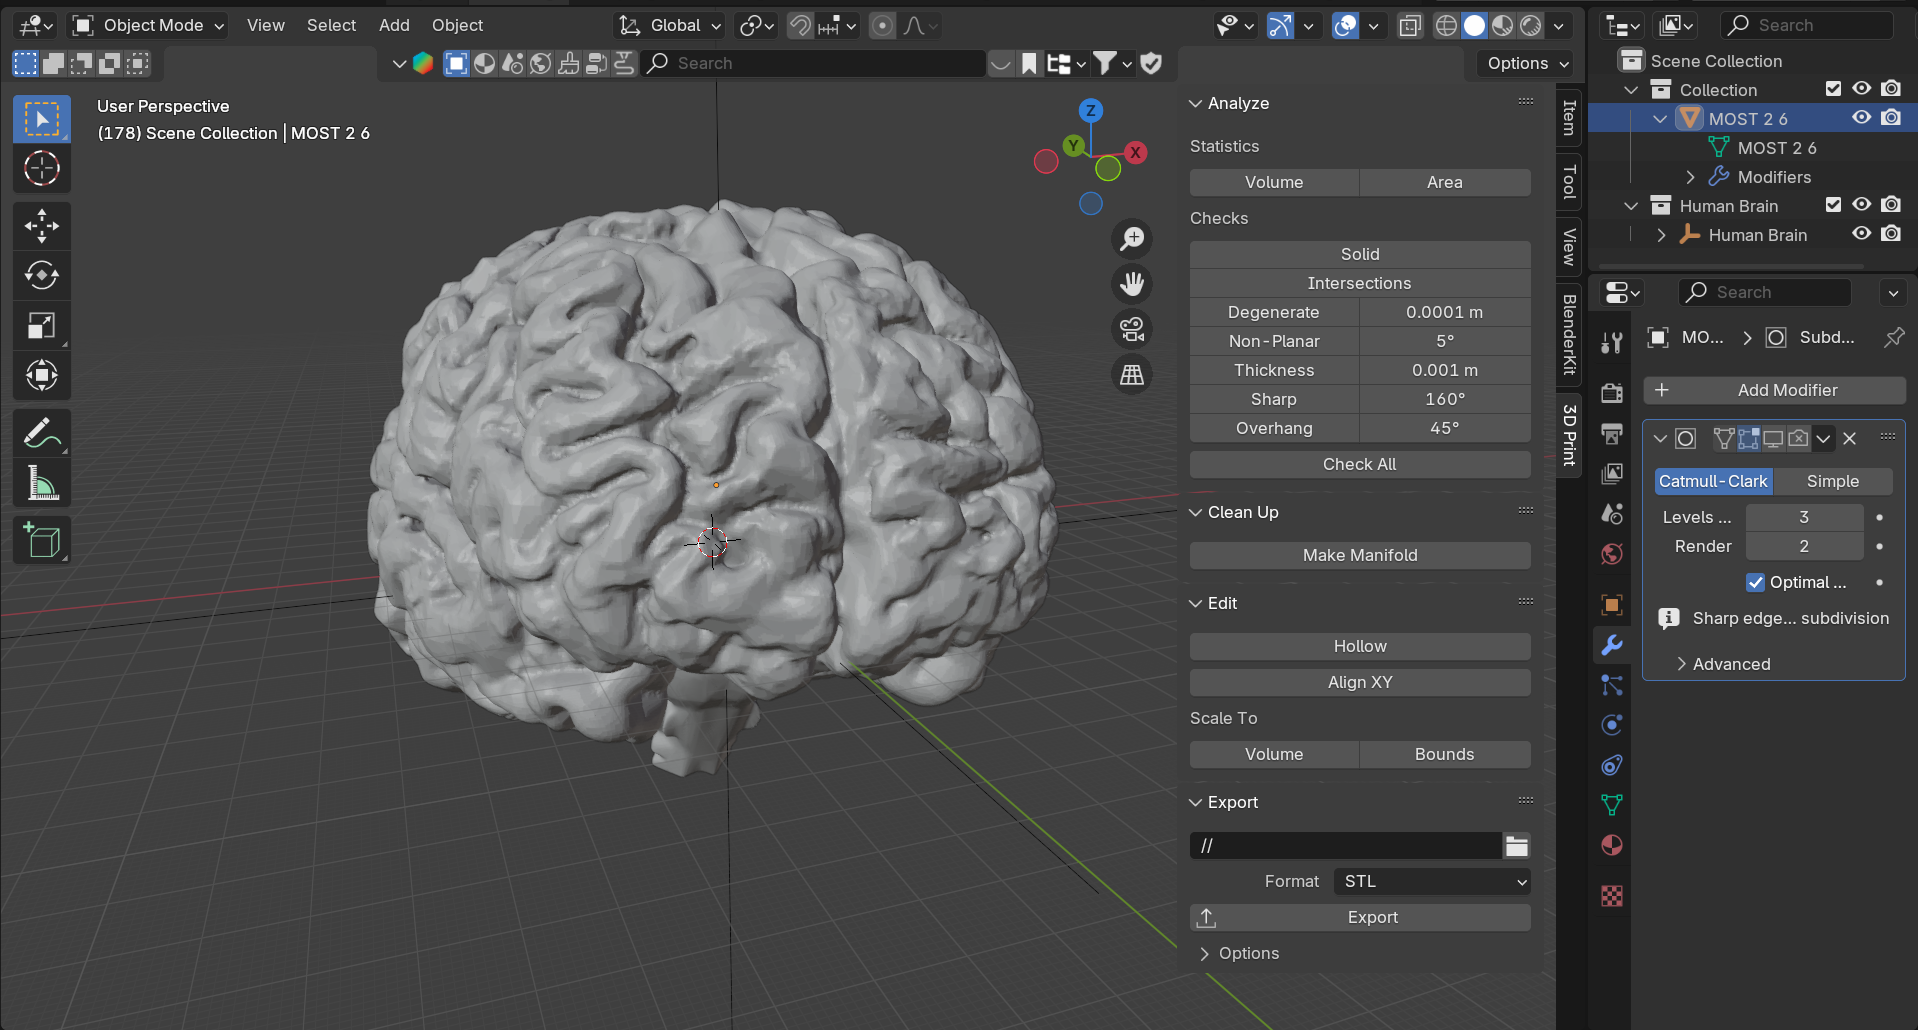 Object Mode
View
Select
Add
Object
Global
Search
Search
Options
User Perspective
(178) Scene Collection | MOST 2 6
Z
Y
X
Analyze
Statistics
Volume
Area
Checks
Solid
Intersections
Degenerate
0.0001 m
Non-Planar
5°
Thickness
0.001 m
Sharp
160°
Overhang
45°
Check All
Clean Up
Make Manifold
Edit
Hollow
Align XY
Scale To
Volume
Bounds
Export
//
Format
STL
Export
Options
Item
Tool
View
BlenderKit
3D Print
Scene Collection
Collection
MOST 2 6
MOST 2 6
Modifiers
Human Brain
Human Brain
Search
MO...
Subd...
Add Modifier
Catmull-Clark
Simple
Levels ...
3
Render
2
Optimal ...
Sharp edge... subdivision
Advanced